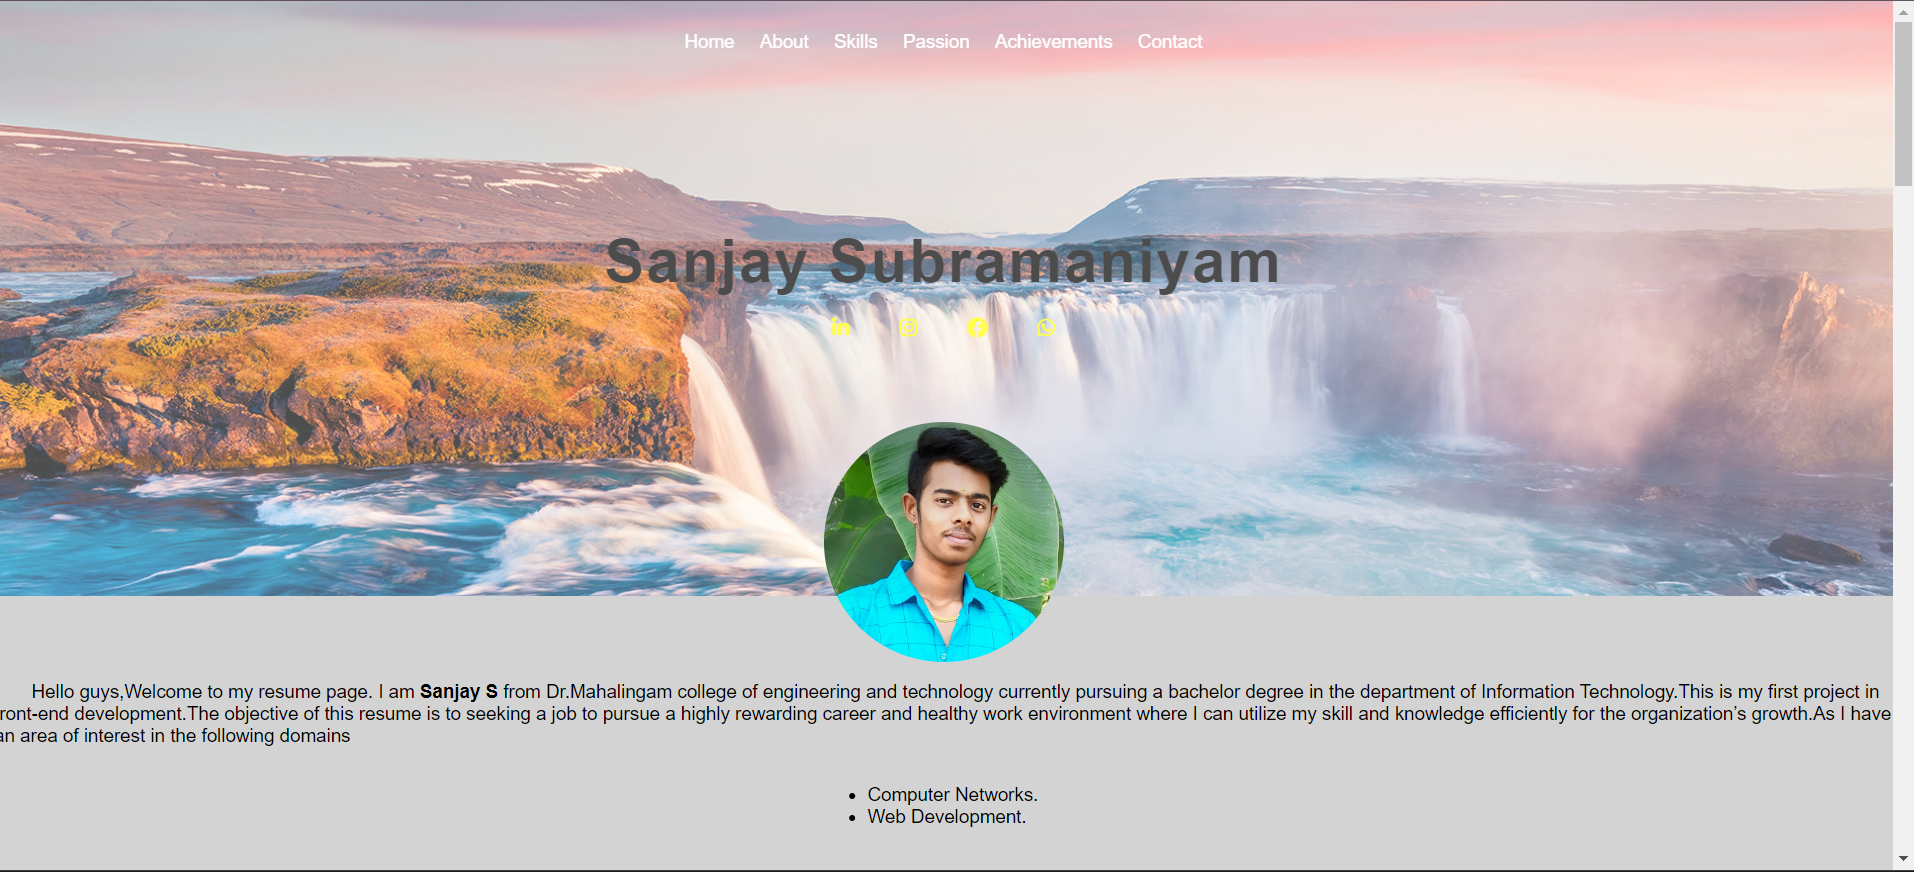 Home About Skills Passion Achievements Contact
Sanjay Subramaniyam
Hello guys,Welcome to my resume page. I am Sanjay S from Dr.Mahalingam college of engineering and technology currently pursuing a bachelor degree in the department of Information Technology.This is my first project in
ront-end development.The objective of this resume is to seeking a job to pursue a highly rewarding career and healthy work environment where I can utilize my skill and knowledge efficiently for the organization’s growth.As I have
an area of interest in the following domains
• Computer Networks.
• Web Development.